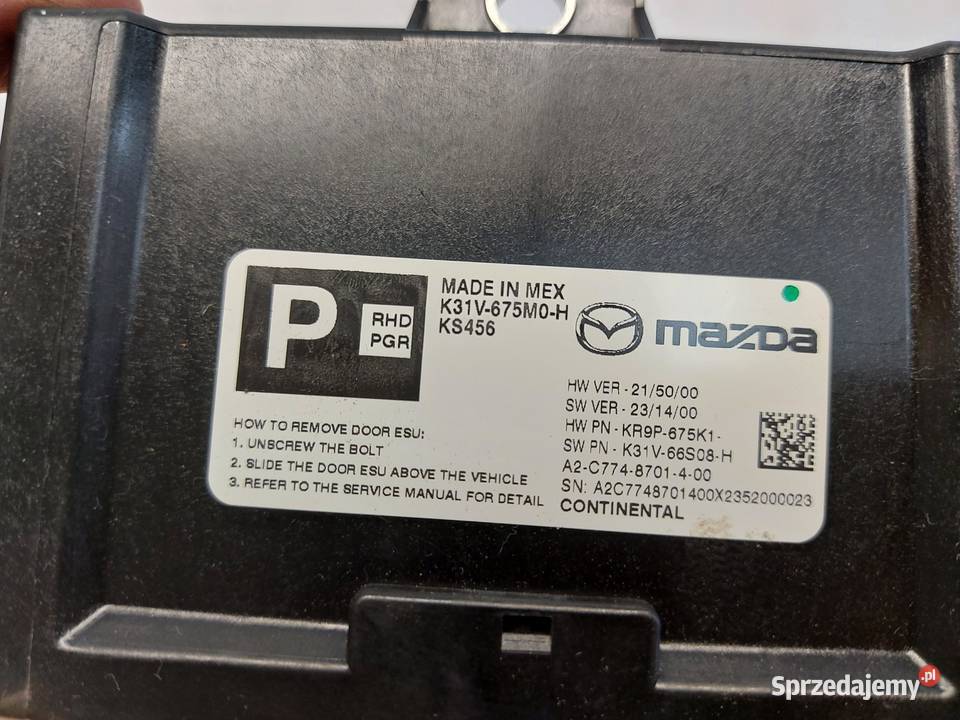 P
RHD
PGR
MADE IN MEX
K31V-675M0-H
KS456
mazda
HW VER - 21/50/00
SW VER - 23/14/00
HW PN - KR9P-675K1-
SW PN - K31V-66S08-H
A2-C774-8701-4-00
SN: A2C7748701400X2352000023
CONTINENTAL
HOW TO REMOVE DOOR ESU:
1. UNSCREW THE BOLT
2. SLIDE THE DOOR ESU ABOVE THE VEHICLE
3. REFER TO THE SERVICE MANUAL FOR DETAIL
Sprzedajemy.pl